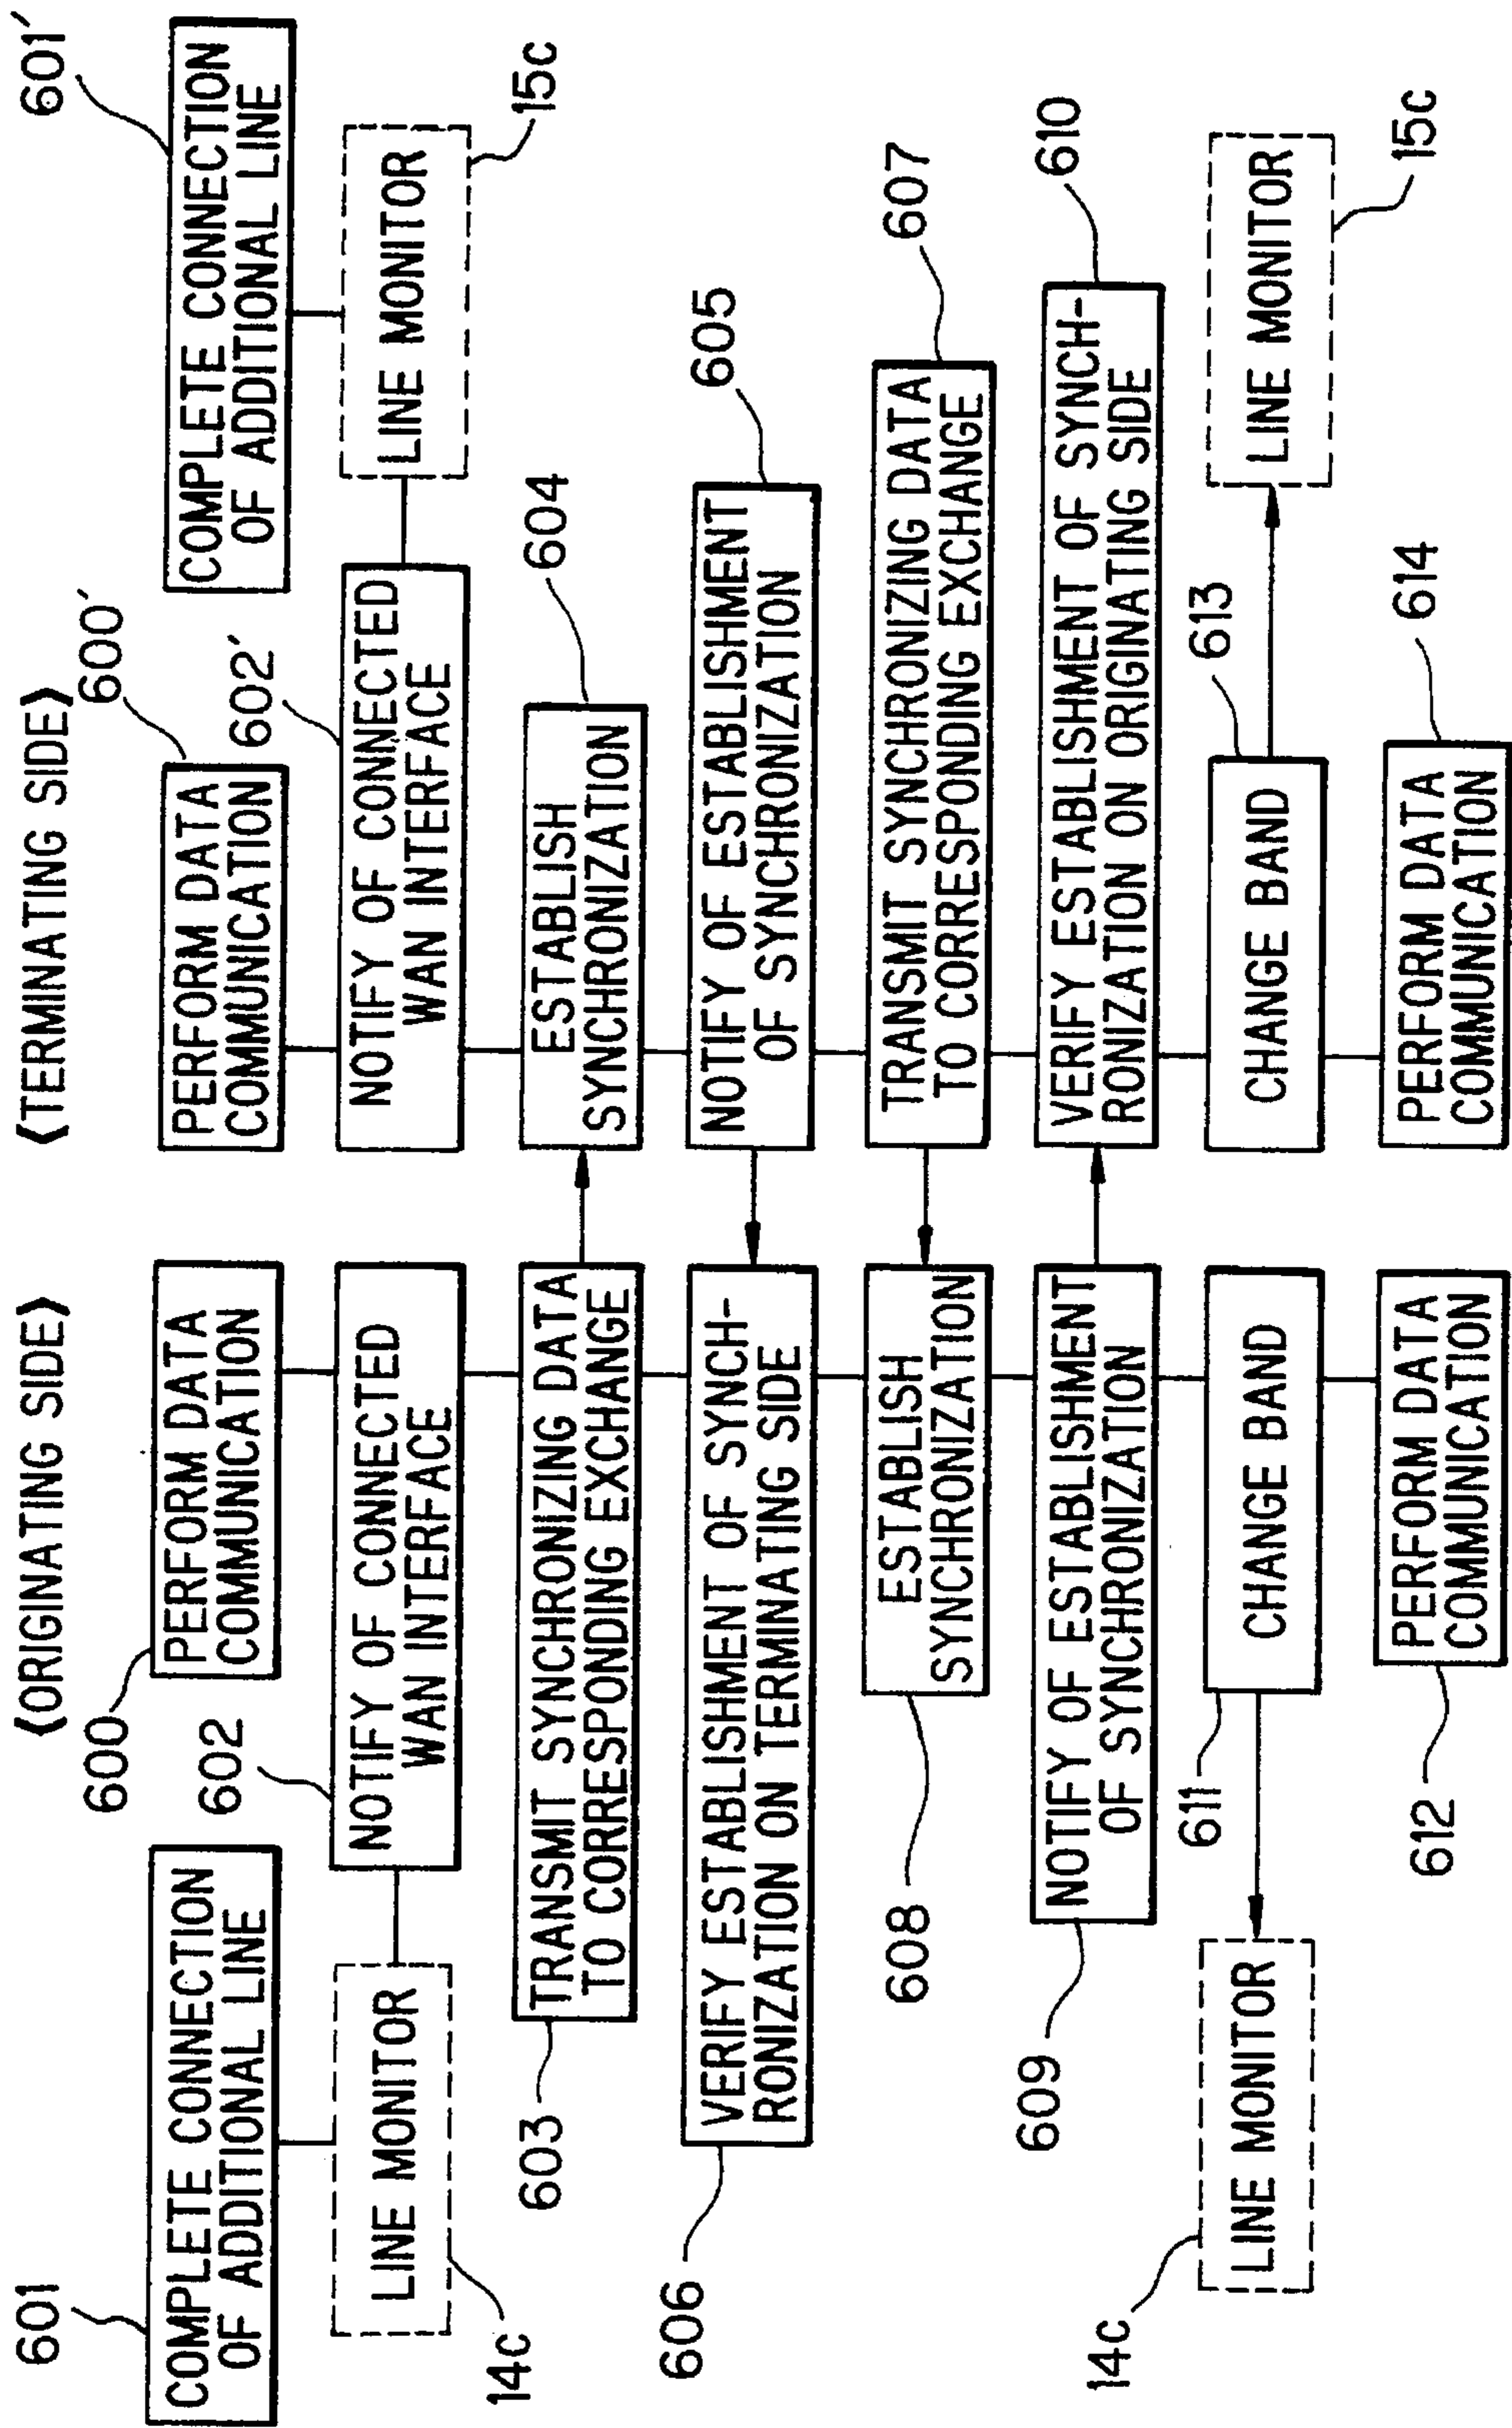 ⟨ORIGINATING SIDE⟩
⟨TERMINATING SIDE⟩
601
COMPLETE CONNECTION
OF ADDITIONAL LINE
600
PERFORM DATA
COMMUNICATION
600′
PERFORM DATA
COMMUNICATION
601′
COMPLETE CONNECTION
OF ADDITIONAL LINE
LINE MONITOR
14c
602
NOTIFY OF CONNECTED
WAN INTERFACE
602′
NOTIFY OF CONNECTED
WAN INTERFACE
LINE MONITOR
15c
603
TRANSMIT SYNCHRONIZING DATA
TO CORRESPONDING EXCHANGE
ESTABLISH
SYNCHRONIZATION
604
606
VERIFY ESTABLISHMENT OF SYNCH-
RONIZATION ON TERMINATING SIDE
NOTIFY OF ESTABLISHMENT
OF SYNCHRONIZATION
605
608
ESTABLISH
SYNCHRONIZATION
TRANSMIT SYNCHRONIZING DATA
TO CORRESPONDING EXCHANGE
607
609
NOTIFY OF ESTABLISHMENT
OF SYNCHRONIZATION
VERIFY ESTABLISHMENT OF SYNCH-
RONIZATION ON ORIGINATING SIDE
610
14c
LINE MONITOR
611
CHANGE BAND
CHANGE BAND
613
LINE MONITOR
15c
612
PERFORM DATA
COMMUNICATION
PERFORM DATA
COMMUNICATION
614